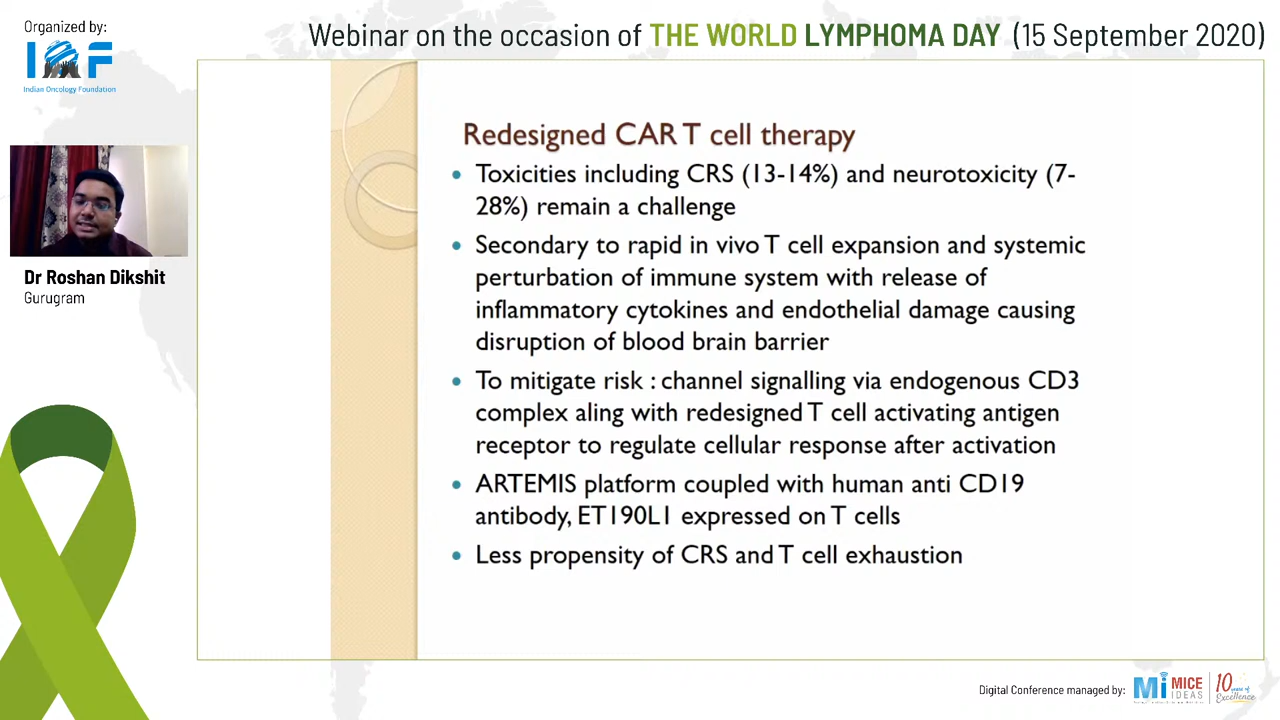 Organized by:
Webinar on the occasion of THE WORLD LYMPHOMA DAY (15 September 2020)
IOF
Indian Oncology Foundation
Dr Roshan Dikshit
Gurugram
Redesigned CAR T cell therapy
• Toxicities including CRS (13-14%) and neurotoxicity (7-
28%) remain a challenge
• Secondary to rapid in vivo T cell expansion and systemic
perturbation of immune system with release of
inflammatory cytokines and endothelial damage causing
disruption of blood brain barrier
• To mitigate risk : channel signalling via endogenous CD3
complex aling with redesigned T cell activating antigen
receptor to regulate cellular response after activation
• ARTEMIS platform coupled with human anti CD19
antibody, ET190L1 expressed on T cells
• Less propensity of CRS and T cell exhaustion
Digital Conference managed by:
Mi MICE
IDEAS
10 years of
Excellence